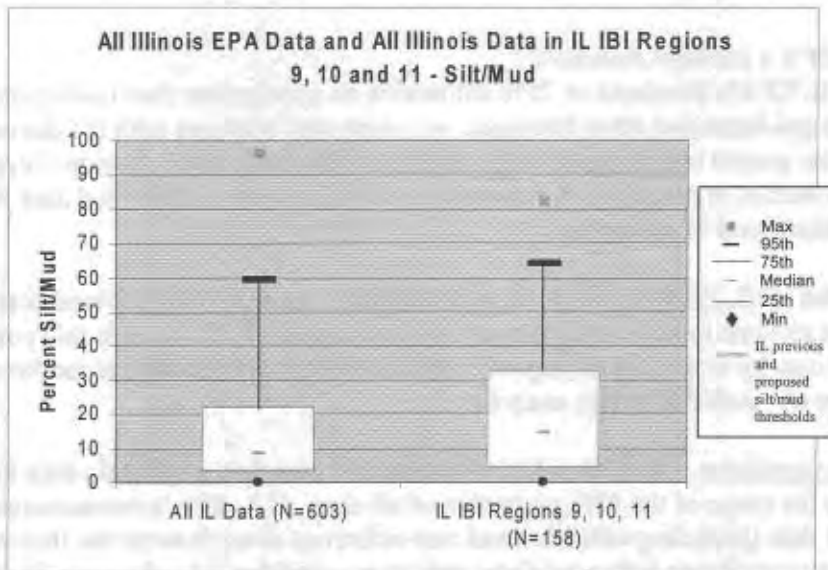 All Illinois EPA Data and All Illinois Data in IL IBI Regions
9, 10 and 11 - Silt/Mud
Percent Silt/Mud
100
90
80
70
60
50
40
30
20
10
0
All IL Data (N=603)
IL IBI Regions 9, 10, 11
(N=158)
Max
95th
75th
Median
25th
Min
IL previous
and
proposed
silt/mud
thresholds